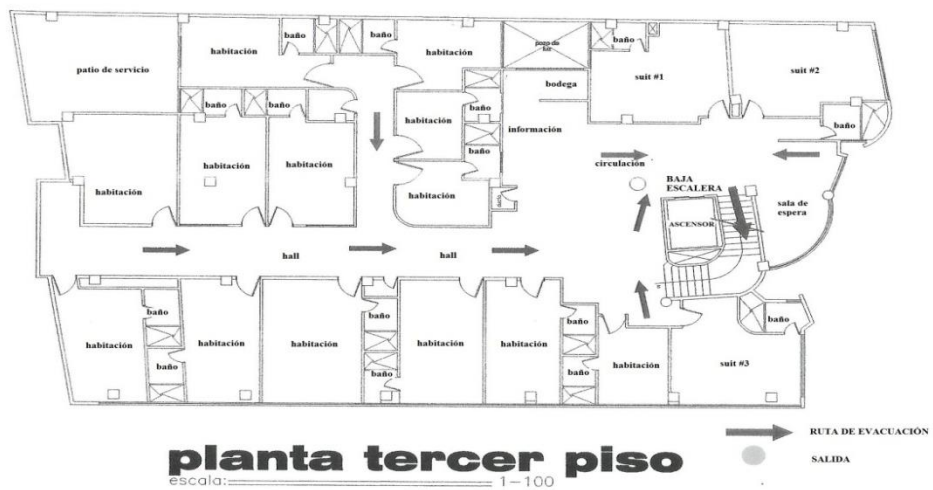 baño
baño
habitación
habitación
patio de servicio
pozo de
luz
baño
suit #1
suit #2
bodega
baño
baño
baño
habitación
información
baño
habitación
habitación
baño
circulación
habitación
habitación
BAJA
ESCALERA
sala de
espera
ASCENSOR
hall
hall
baño
baño
baño
baño
habitación
habitación
habitación
habitación
habitación
baño
baño
baño
habitación
suit #3
RUTA DE EVACUACIÓN
SALIDA
planta tercer piso
escala: 1-100